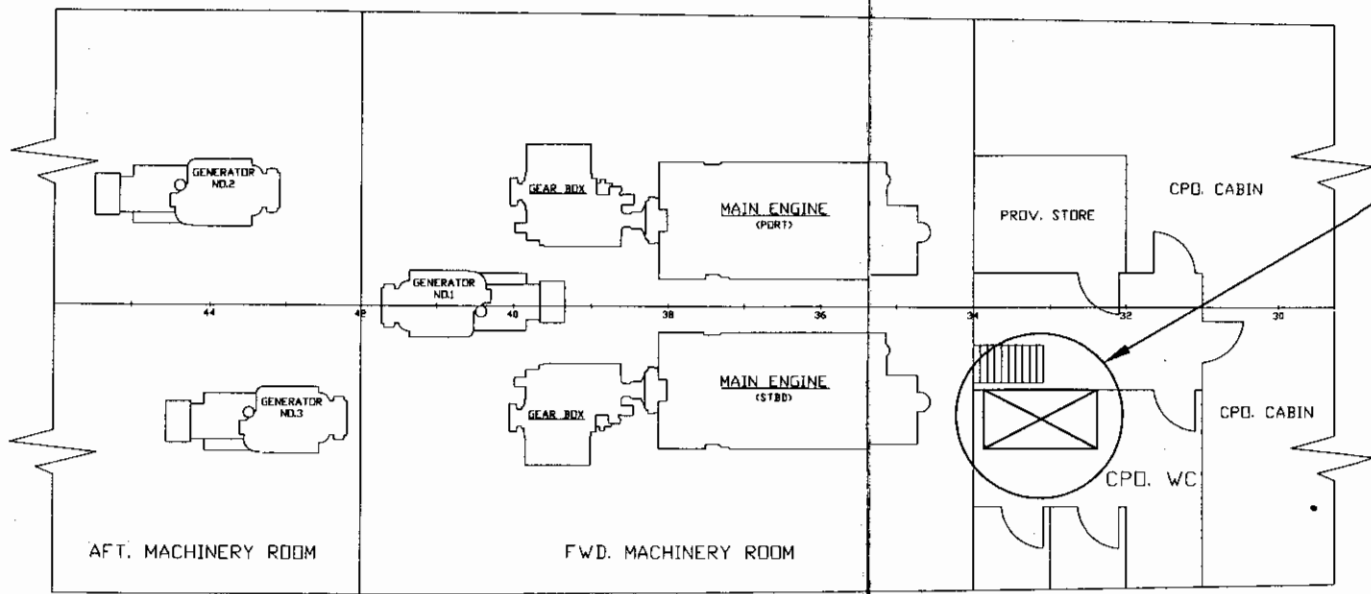 GENERATOR
NO.2
GEAR BOX
MAIN ENGINE
(PORT)
PROV. STORE
CPO. CABIN
GENERATOR
NO.1
44
42
40
38
36
34
32
30
GENERATOR
NO.3
GEAR BOX
MAIN ENGINE
(STBD)
CPO. CABIN
CPO. WC
AFT. MACHINERY ROOM
FWD. MACHINERY ROOM